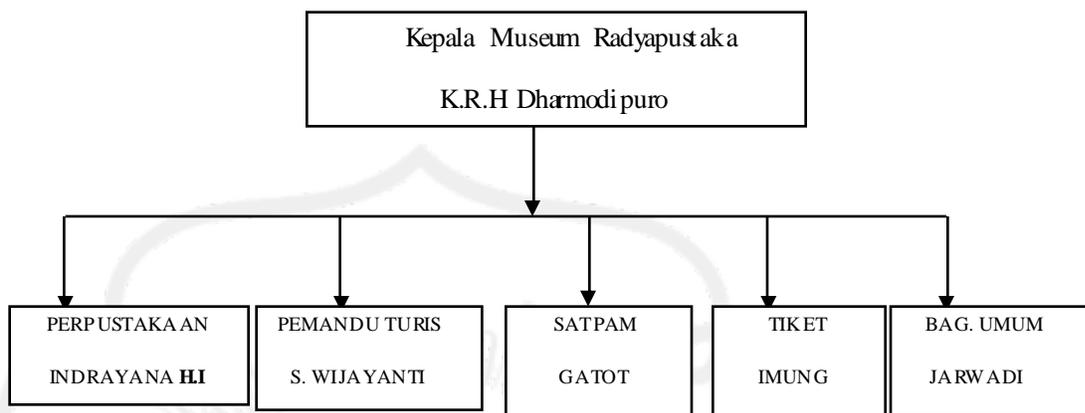 Kepala Museum Radyapustaka
K.R.H Dharmodipuro
PERPUSTAKAAN
INDRAYANA H.I
PEMANDU TURIS
S. WIJAYANTI
SATPAM
GATOT
TIKET
IMUNG
BAG. UMUM
JARWADI